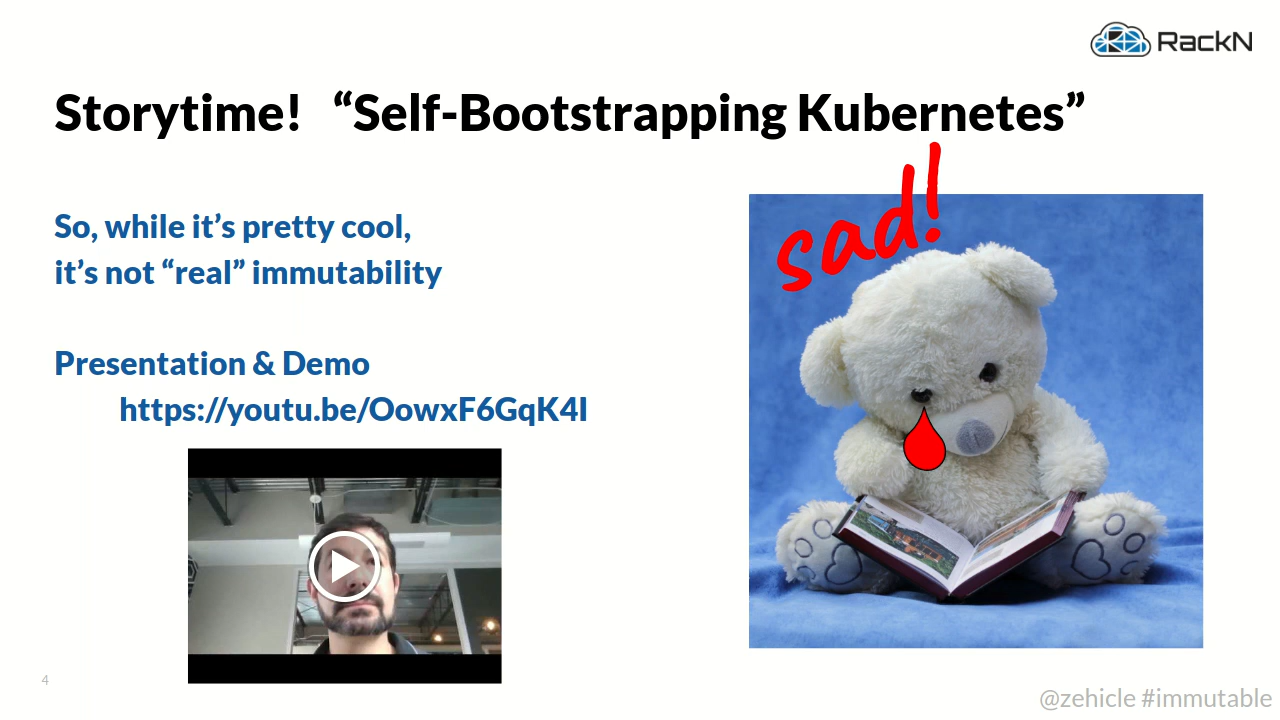 RackN
Storytime! “Self-Bootstrapping Kubernetes”
sad!
So, while it’s pretty cool,
it’s not “real” immutability
Presentation & Demo
https://youtu.be/OowxF6GqK4I
4
@zehicle #immutable